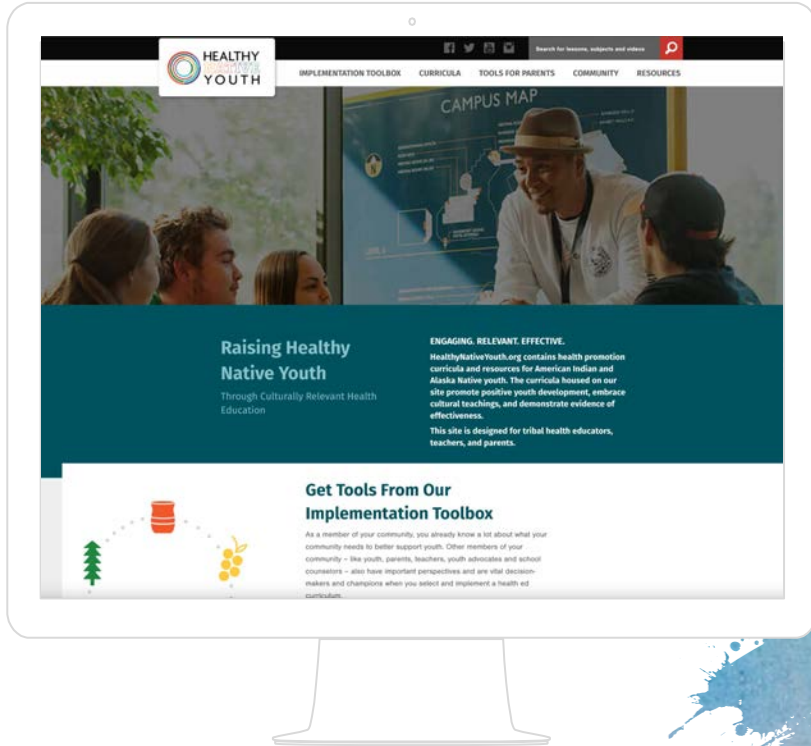 HEALTHY
NATIVE
YOUTH
Search for lessons, subjects and videos
IMPLEMENTATION TOOLBOX CURRICULA TOOLS FOR PARENTS COMMUNITY RESOURCES
CAMPUS MAP
LEVEL 4
Raising Healthy
Native Youth
Through Culturally Relevant Health
Education
ENGAGING. RELEVANT. EFFECTIVE.
HealthyNativeYouth.org contains health promotion
curricula and resources for American Indian and
Alaska Native youth. The curricula housed on our
site promote positive youth development, embrace
cultural teachings, and demonstrate evidence of
effectiveness.
This site is designed for tribal health educators,
teachers, and parents.
Get Tools From Our
Implementation Toolbox
As a member of your community, you already know a lot about what your
community needs to better support youth. Other members of your
community – like youth, parents, teachers, youth advocates and school
counselors – also have important perspectives and are vital decision-
makers and champions when you select and implement a health ed
curriculum.